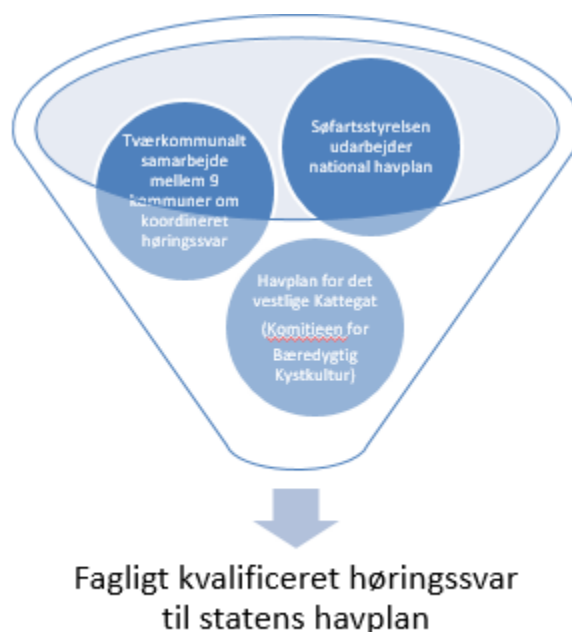 Tværkommunalt
samarbejde
mellem 9
kommuner om
koordineret
høringssvar
Søfartsstyrelsen
udarbejder
national havplan
Havplan for det
vestlige Kattegat
(Komitieen for
Bæredygtig
Kystkultur)
Fagligt kvalificeret høringssvar
til statens havplan